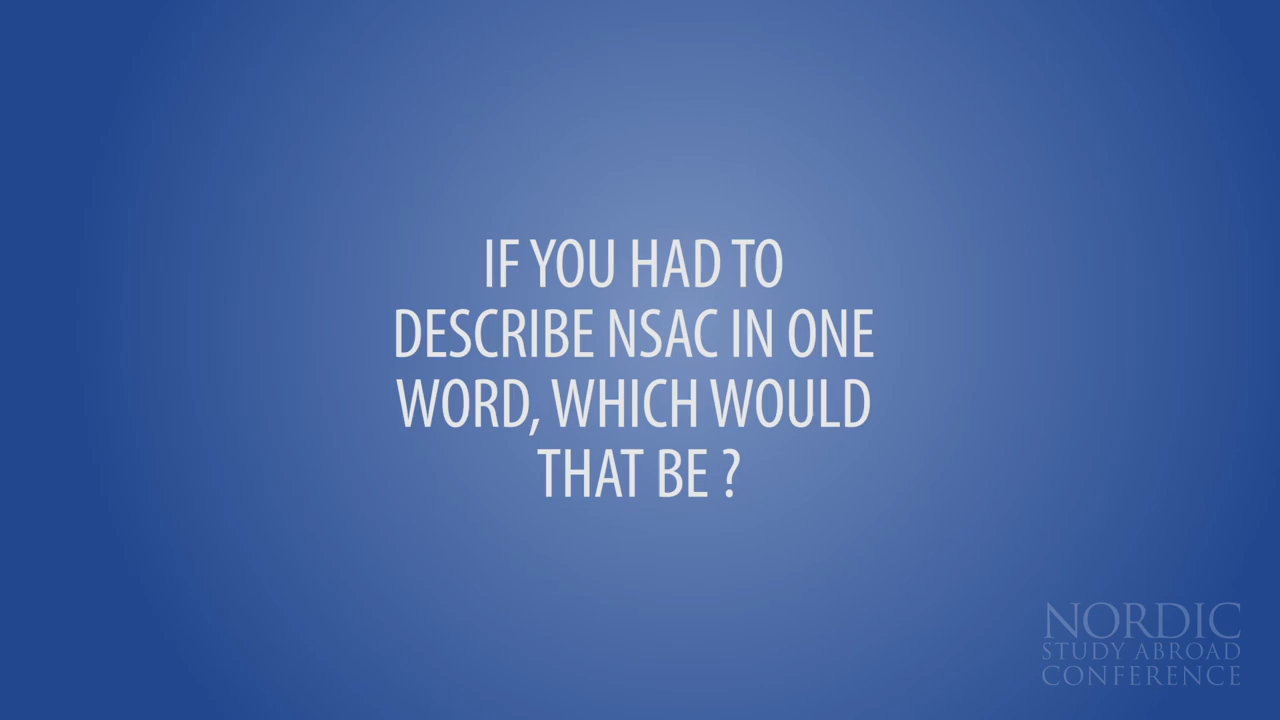 IF YOU HAD TO
DESCRIBE NSAC IN ONE
WORD, WHICH WOULD
THAT BE ?
NORDIC
STUDY ABROAD
CONFERENCE